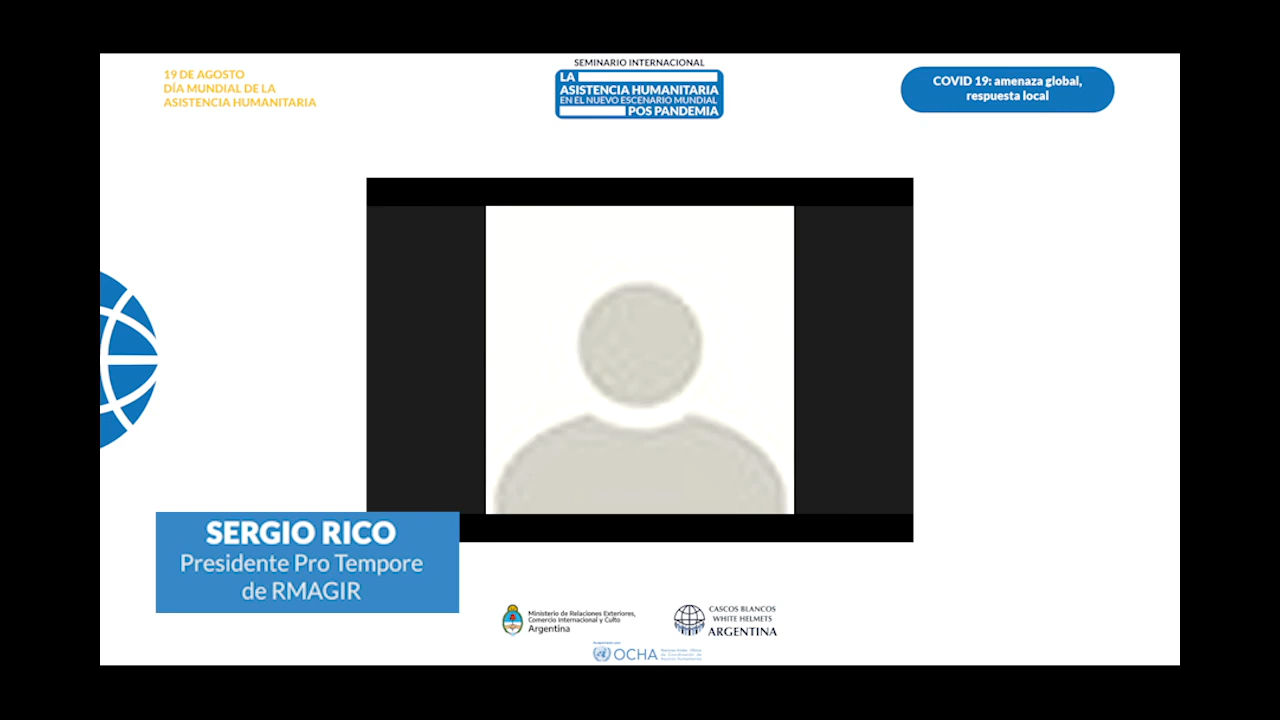 19 DE AGOSTO
DÍA MUNDIAL DE LA
ASISTENCIA HUMANITARIA
SEMINARIO INTERNACIONAL
LA
ASISTENCIA HUMANITARIA
EN EL NUEVO ESCENARIO MUNDIAL
POS PANDEMIA
COVID 19: amenaza global,
respuesta local
SERGIO RICO
Presidente Pro Tempore
de RMAGIR
Ministerio de Relaciones Exteriores,
Comercio Internacional y Culto
Argentina
CASCOS BLANCOS
WHITE HELMETS
ARGENTINA
OCHA